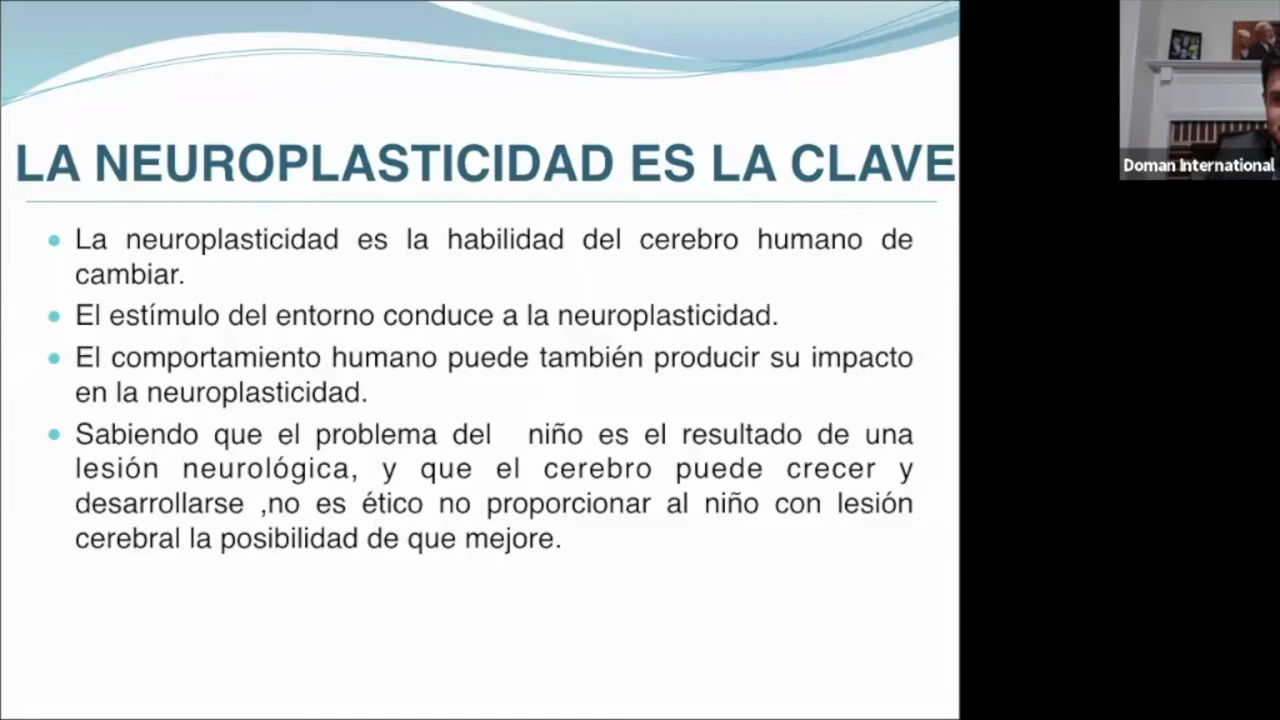 LA NEUROPLASTICIDAD ES LA CLAVE
La neuroplasticidad es la habilidad del cerebro humano de
cambiar.
El estímulo del entorno conduce a la neuroplasticidad.
El comportamiento humano puede también producir su impacto
en la neuroplasticidad.
Sabiendo que el problema del niño es el resultado de una
lesión neurológica, y que el cerebro puede crecer y
desarrollarse ,no es ético no proporcionar al niño con lesión
cerebral la posibilidad de que mejore.
Doman International